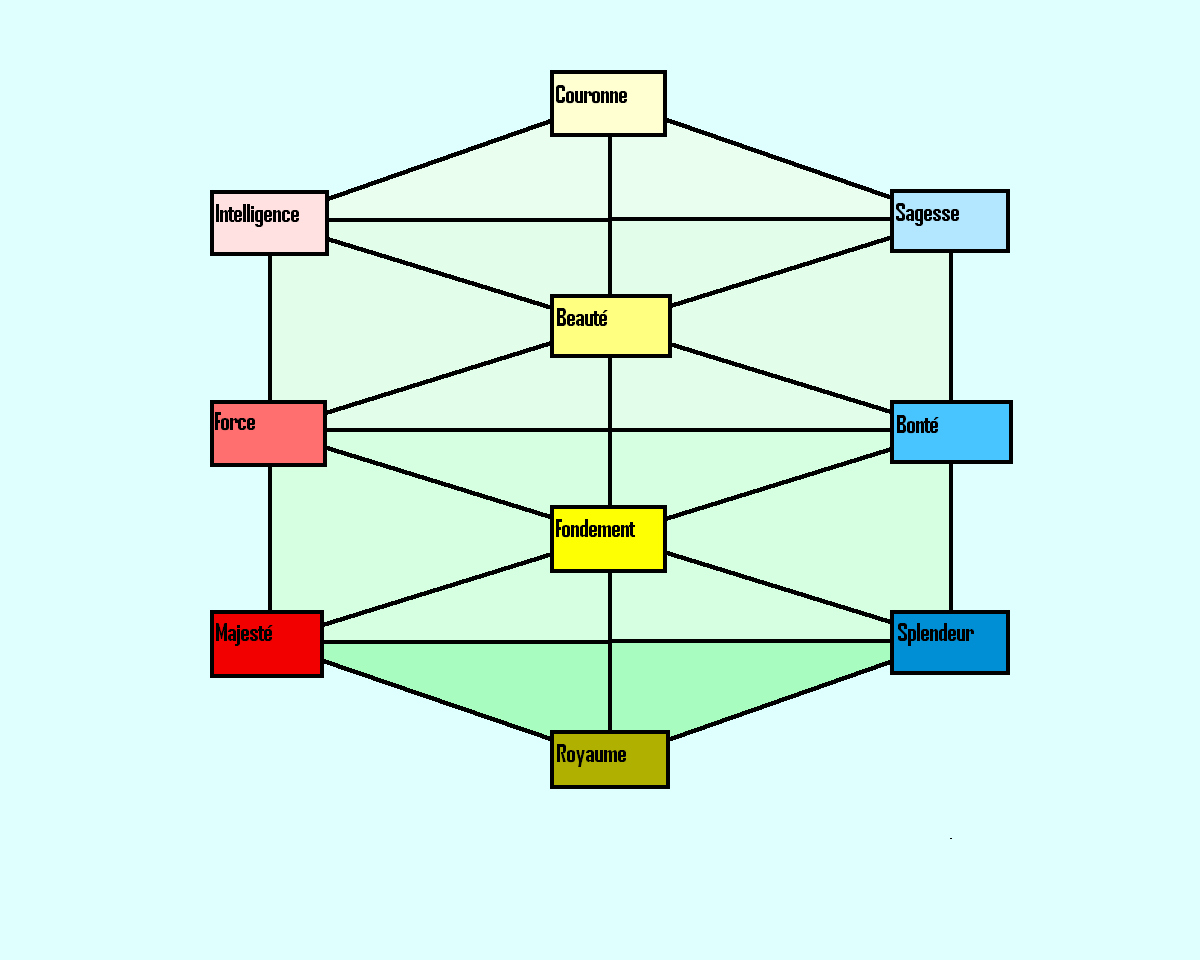 Couronne
Intelligence
Sagesse
Beauté
Force
Bonté
Fondement
Majesté
Splendeur
Royaume